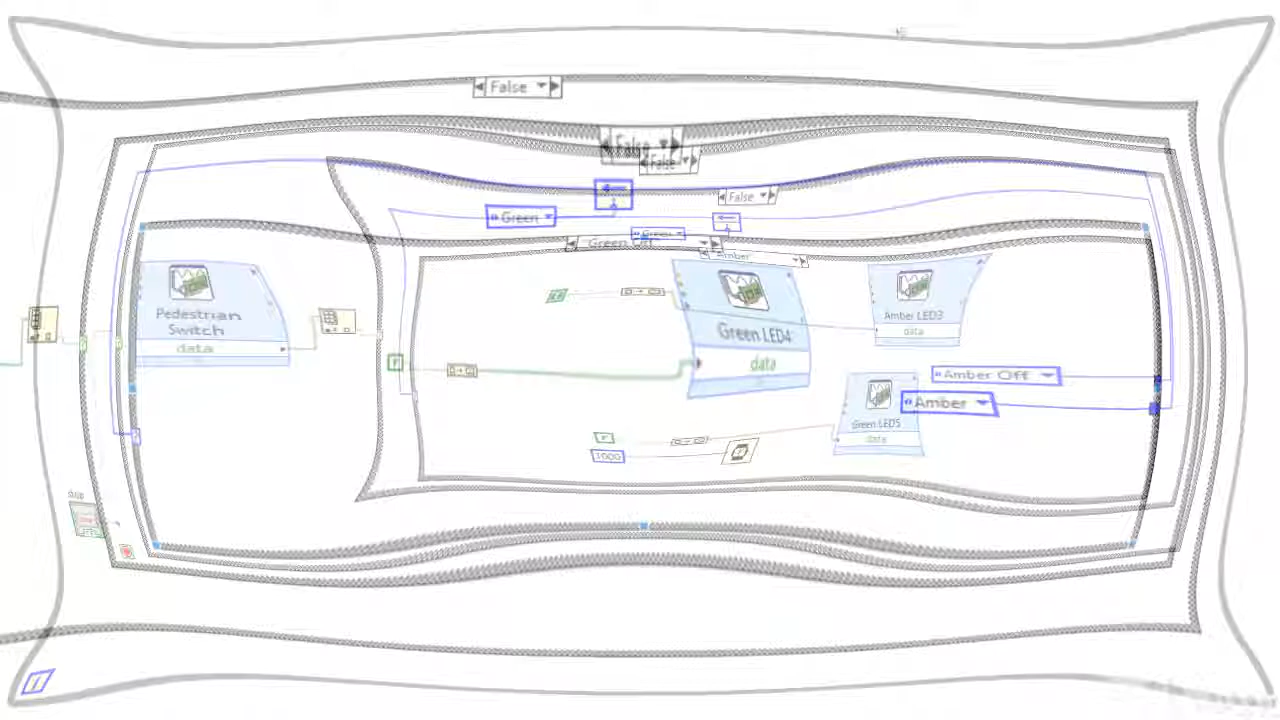 False
False
False
False
Green
Green
Green Off
Amber
Pedestrian
Switch
data
Green LED4
data
Amber LED3
data
Amber Off
Amber
Green LED5
data
F
F
1000
stop
i